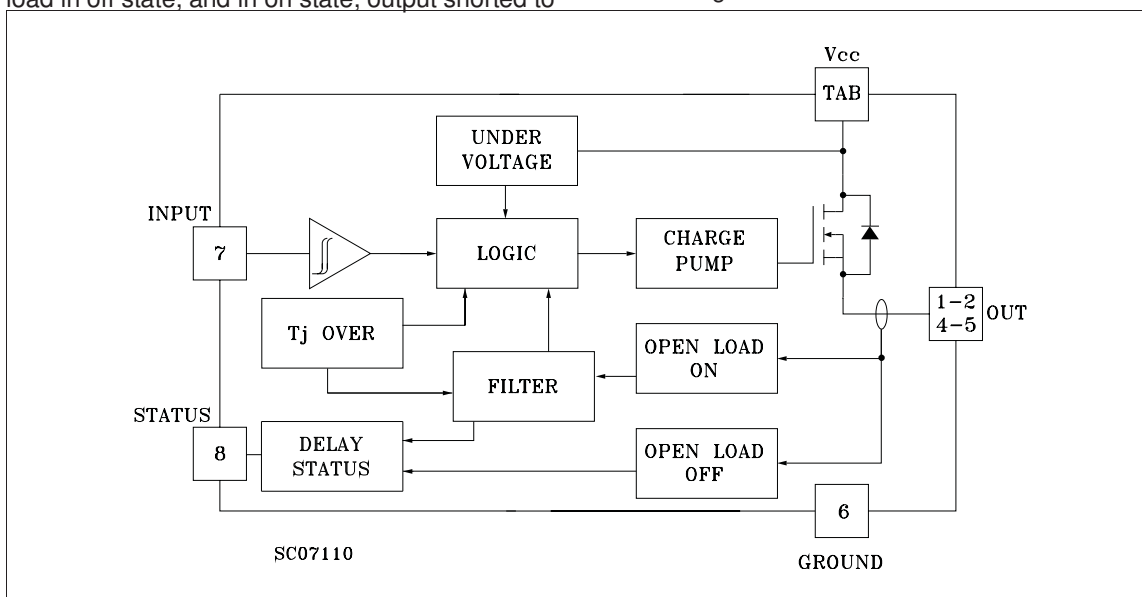 load in off state, and in on state, output shorted to
Vcc
TAB
UNDER
VOLTAGE
INPUT
7
LOGIC
CHARGE
PUMP
1-2
4-5
OUT
Tj OVER
OPEN LOAD
ON
FILTER
STATUS
8
DELAY
STATUS
OPEN LOAD
OFF
6
SC07110
GROUND